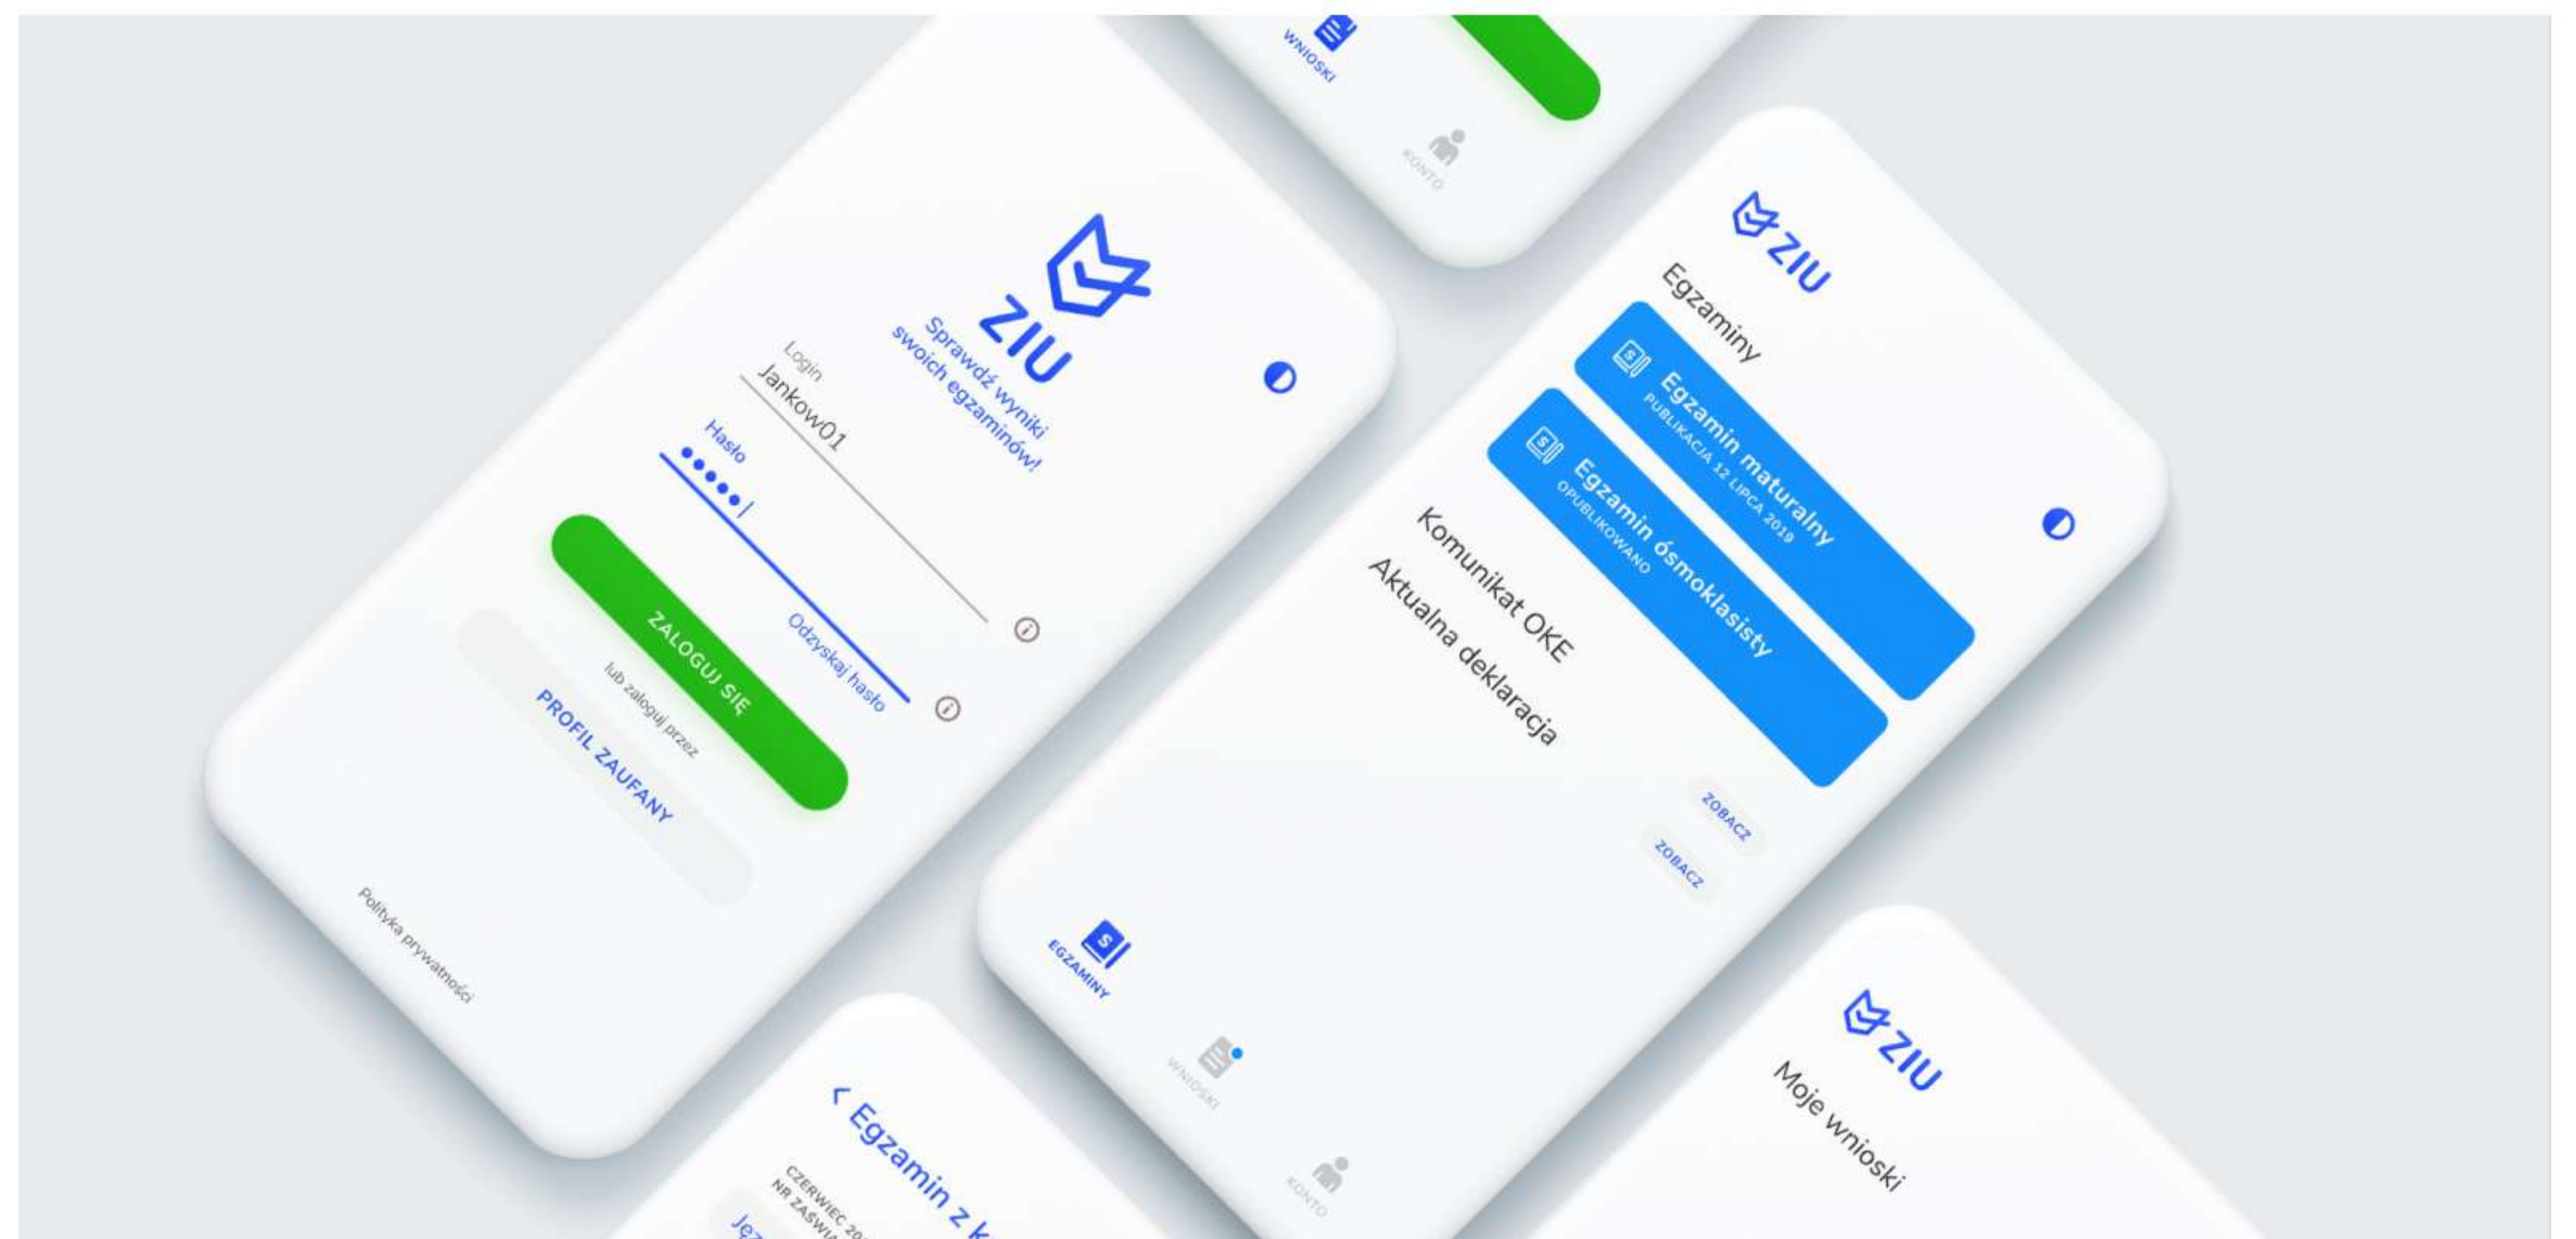 WNIOSKI
KONTO
ZIU
Sprawdź wyniki
swoich egzaminów!
Login
Jankow01
Hasło
Odzyskaj hasło
ZALOGUJ SIĘ
lub zaloguj przez
PROFIL ZAUFANY
Polityka prywatności
ZIU
Egzaminy
Egzamin maturalny
PUBLIKACJA 12 LIPCA 2019
Egzamin ósmoklasisty
OPUBLIKOWANO
Komunikat OKE
ZOBACZ
Aktualna deklaracja
ZOBACZ
EGZAMINY
WNIOSKI
KONTO
Egzamin z
CZERWIEC
NR
ZIU
Moje wnioski